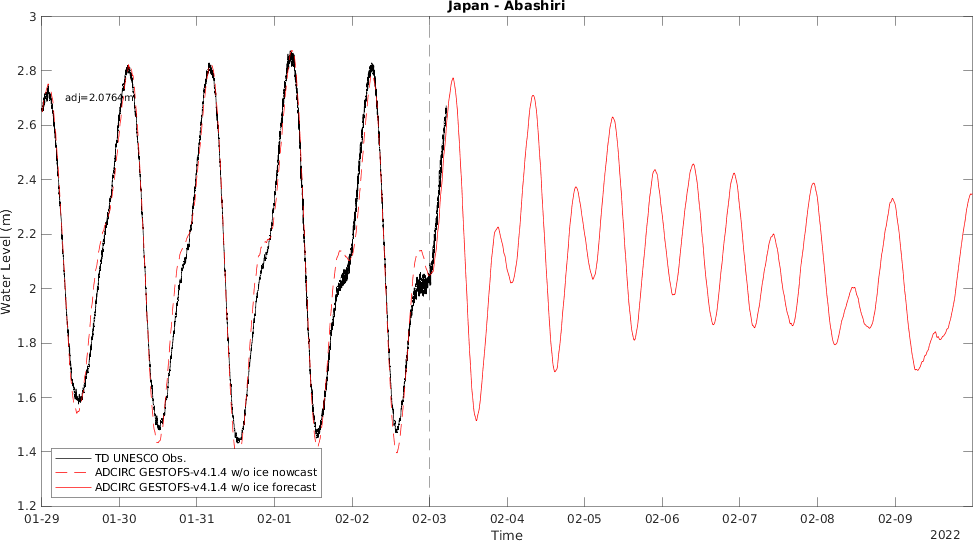 Japan - Abashiri
3
2.8
2.6
2.4
2.2
2
1.8
1.6
1.4
1.2
Water Level (m)
adj=2.0764m
TD UNESCO Obs.
ADCIRC GESTOFS-v4.1.4 w/o ice nowcast
ADCIRC GESTOFS-v4.1.4 w/o ice forecast
01-29 01-30 01-31 02-01 02-02 02-03 02-04 02-05 02-06 02-07 02-08 02-09
Time
2022